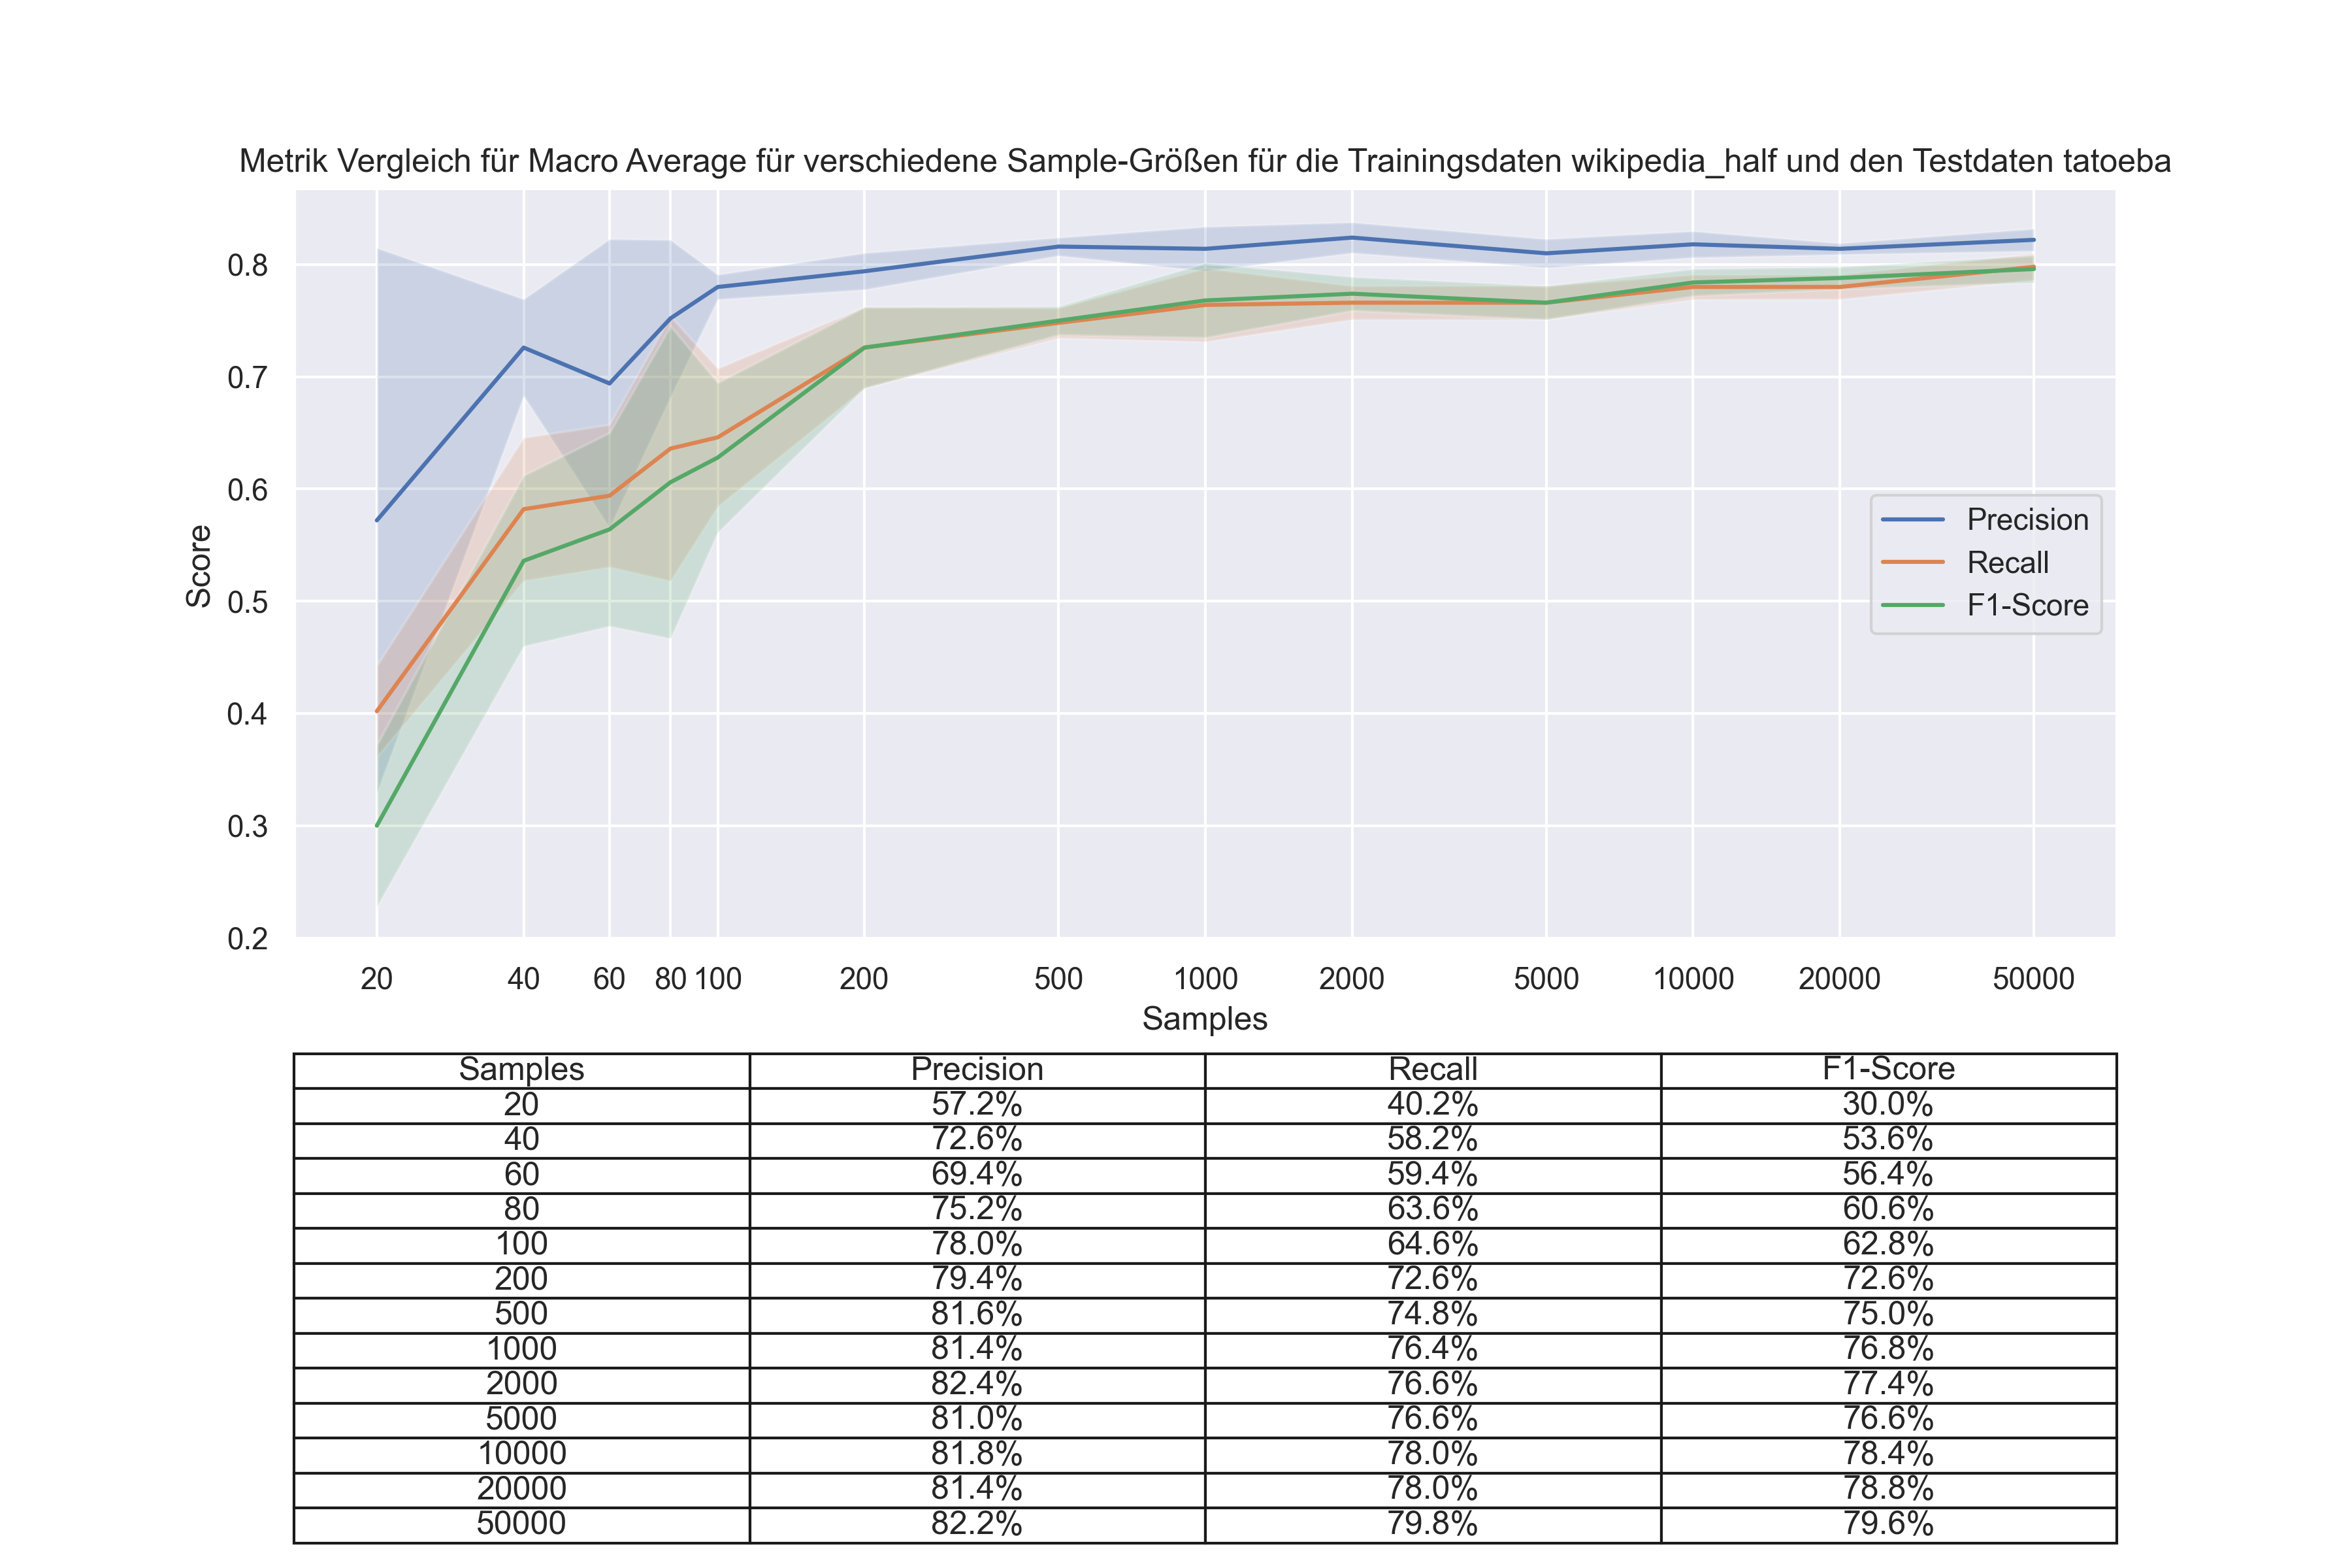 Metrik Vergleich für Macro Average für verschiedene Sample-Größen für die Trainingsdaten wikipedia_half und den Testdaten tatoeba
0.8
0.7
0.6
0.5
0.4
0.3
0.2
Score
Precision
Recall
F1-Score
20 40 60 80 100 200 500 1000 2000 5000 10000 20000 50000
Samples
Samples Precision Recall F1-Score
20 57.2% 40.2% 30.0%
40 72.6% 58.2% 53.6%
60 69.4% 59.4% 56.4%
80 75.2% 63.6% 60.6%
100 78.0% 64.6% 62.8%
200 79.4% 72.6% 72.6%
500 81.6% 74.8% 75.0%
1000 81.4% 76.4% 76.8%
2000 82.4% 76.6% 77.4%
5000 81.0% 76.6% 76.6%
10000 81.8% 78.0% 78.4%
20000 81.4% 78.0% 78.8%
50000 82.2% 79.8% 79.6%